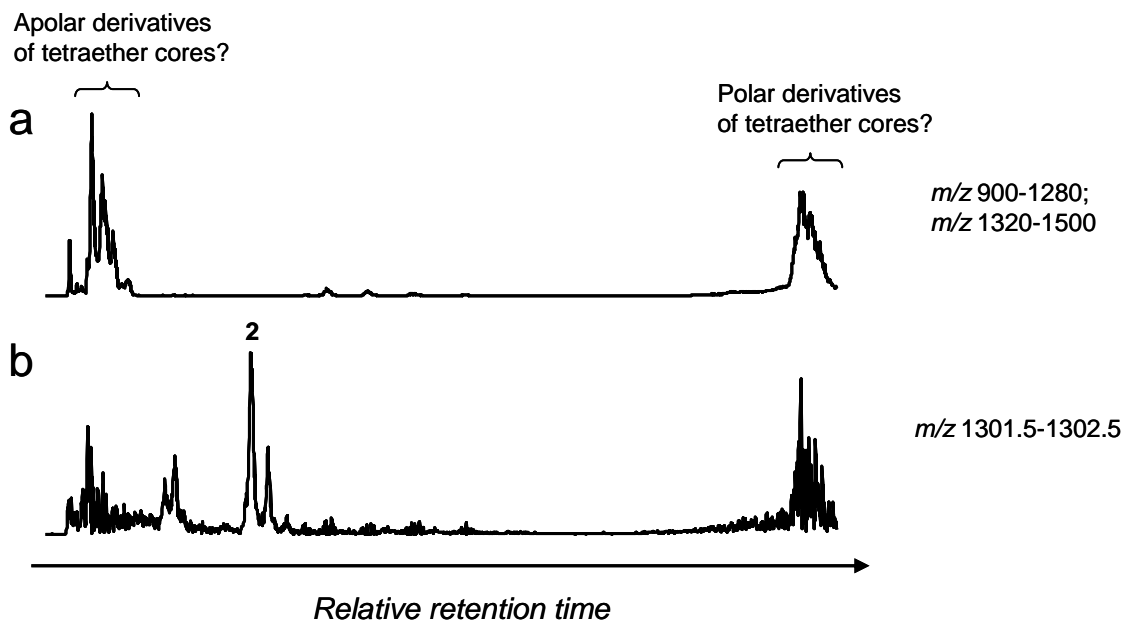 Apolar derivatives
of tetraether cores?
Polar derivatives
of tetraether cores?
a
m/z 900-1280;
m/z 1320-1500
2
b
m/z 1301.5-1302.5
Relative retention time